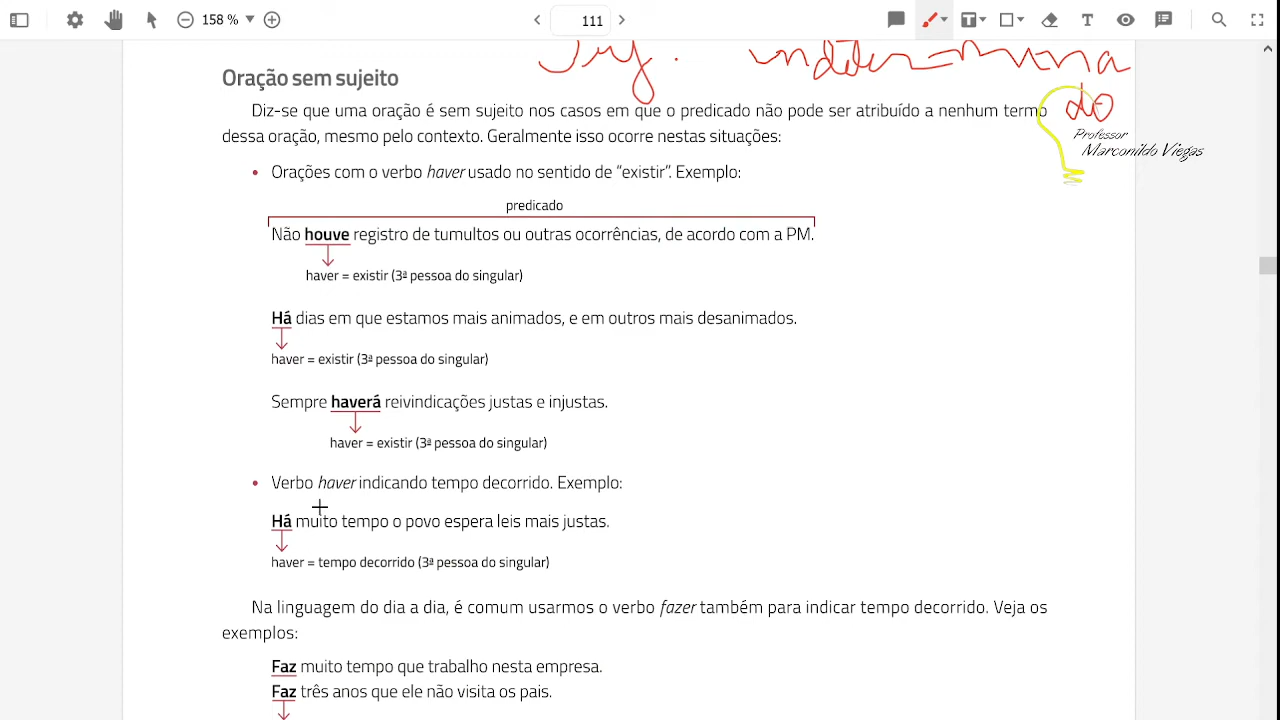 158 %
111
Suj. indetermina
do
Oração sem sujeito
Diz-se que uma oração é sem sujeito nos casos em que o predicado não pode ser atribuído a nenhum termo
dessa oração, mesmo pelo contexto. Geralmente isso ocorre nestas situações:
Professor
Marconildo Viegas
• Orações com o verbo haver usado no sentido de “existir”. Exemplo:
predicado
Não houve registro de tumultos ou outras ocorrências, de acordo com a PM.
haver = existir (3ª pessoa do singular)
Há dias em que estamos mais animados, e em outros mais desanimados.
haver = existir (3ª pessoa do singular)
Sempre haverá reivindicações justas e injustas.
haver = existir (3ª pessoa do singular)
• Verbo haver indicando tempo decorrido. Exemplo:
Há muito tempo o povo espera leis mais justas.
haver = tempo decorrido (3ª pessoa do singular)
Na linguagem do dia a dia, é comum usarmos o verbo fazer também para indicar tempo decorrido. Veja os
exemplos:
Faz muito tempo que trabalho nesta empresa.
Faz três anos que ele não visita os pais.